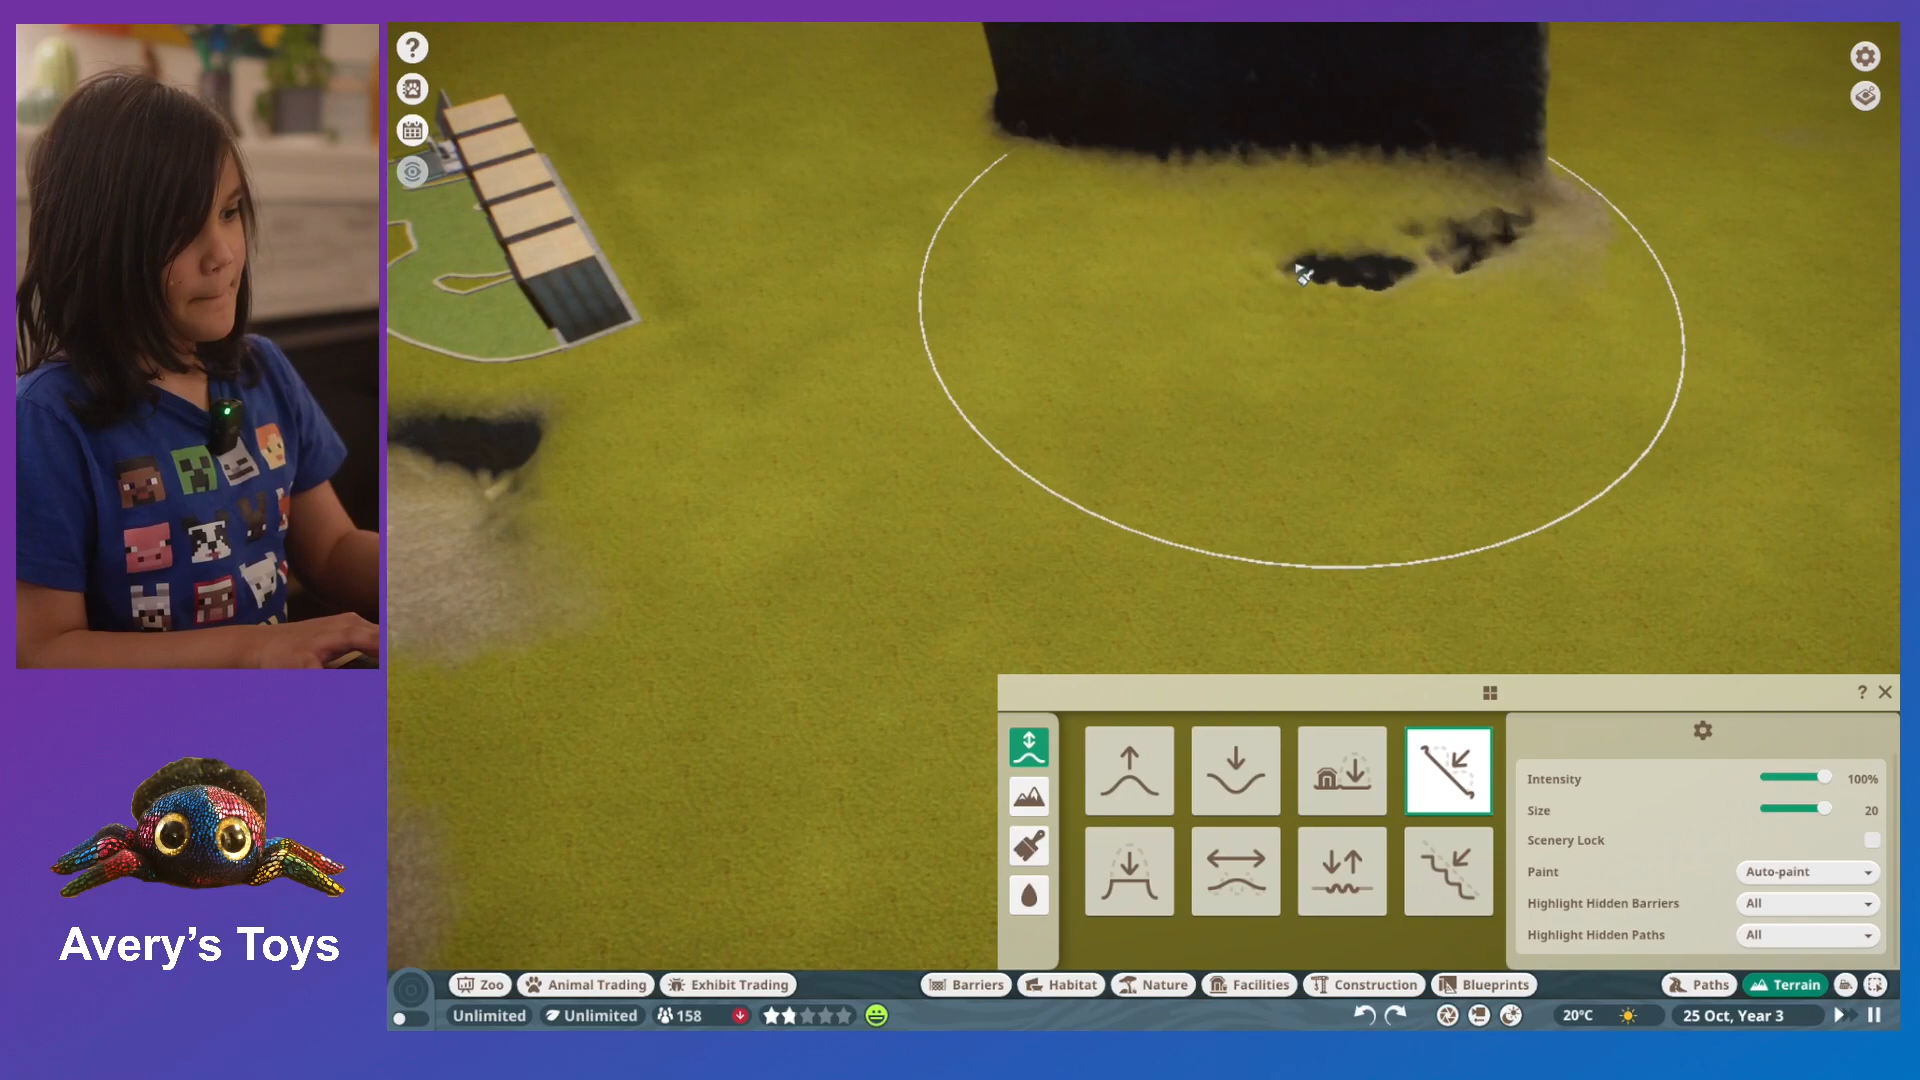 Avery's Toys
Intensity 100%
Size 20
Scenery Lock
Paint Auto-paint
Highlight Hidden Barriers All
Highlight Hidden Paths All
Zoo Animal Trading Exhibit Trading Barriers Habitat Nature Facilities Construction Blueprints Paths Terrain
Unlimited Unlimited 158 20°C 25 Oct, Year 3